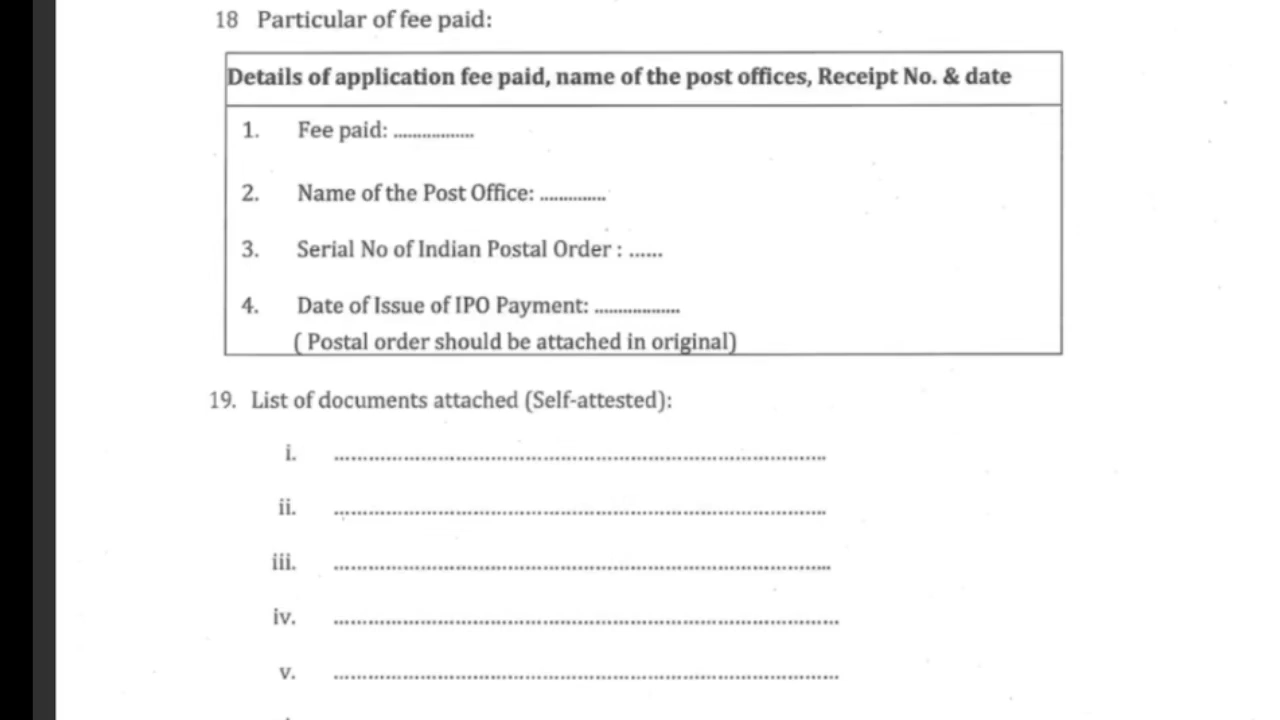 18 Particular of fee paid:
Details of application fee paid, name of the post offices, Receipt No. & date
1. Fee paid: ................
2. Name of the Post Office: ..............
3. Serial No of Indian Postal Order : ......
4. Date of Issue of IPO Payment: ..................
( Postal order should be attached in original)
19. List of documents attached (Self-attested):
i. ........................................................................................
ii. ........................................................................................
iii. ........................................................................................
iv. ........................................................................................
v. ........................................................................................